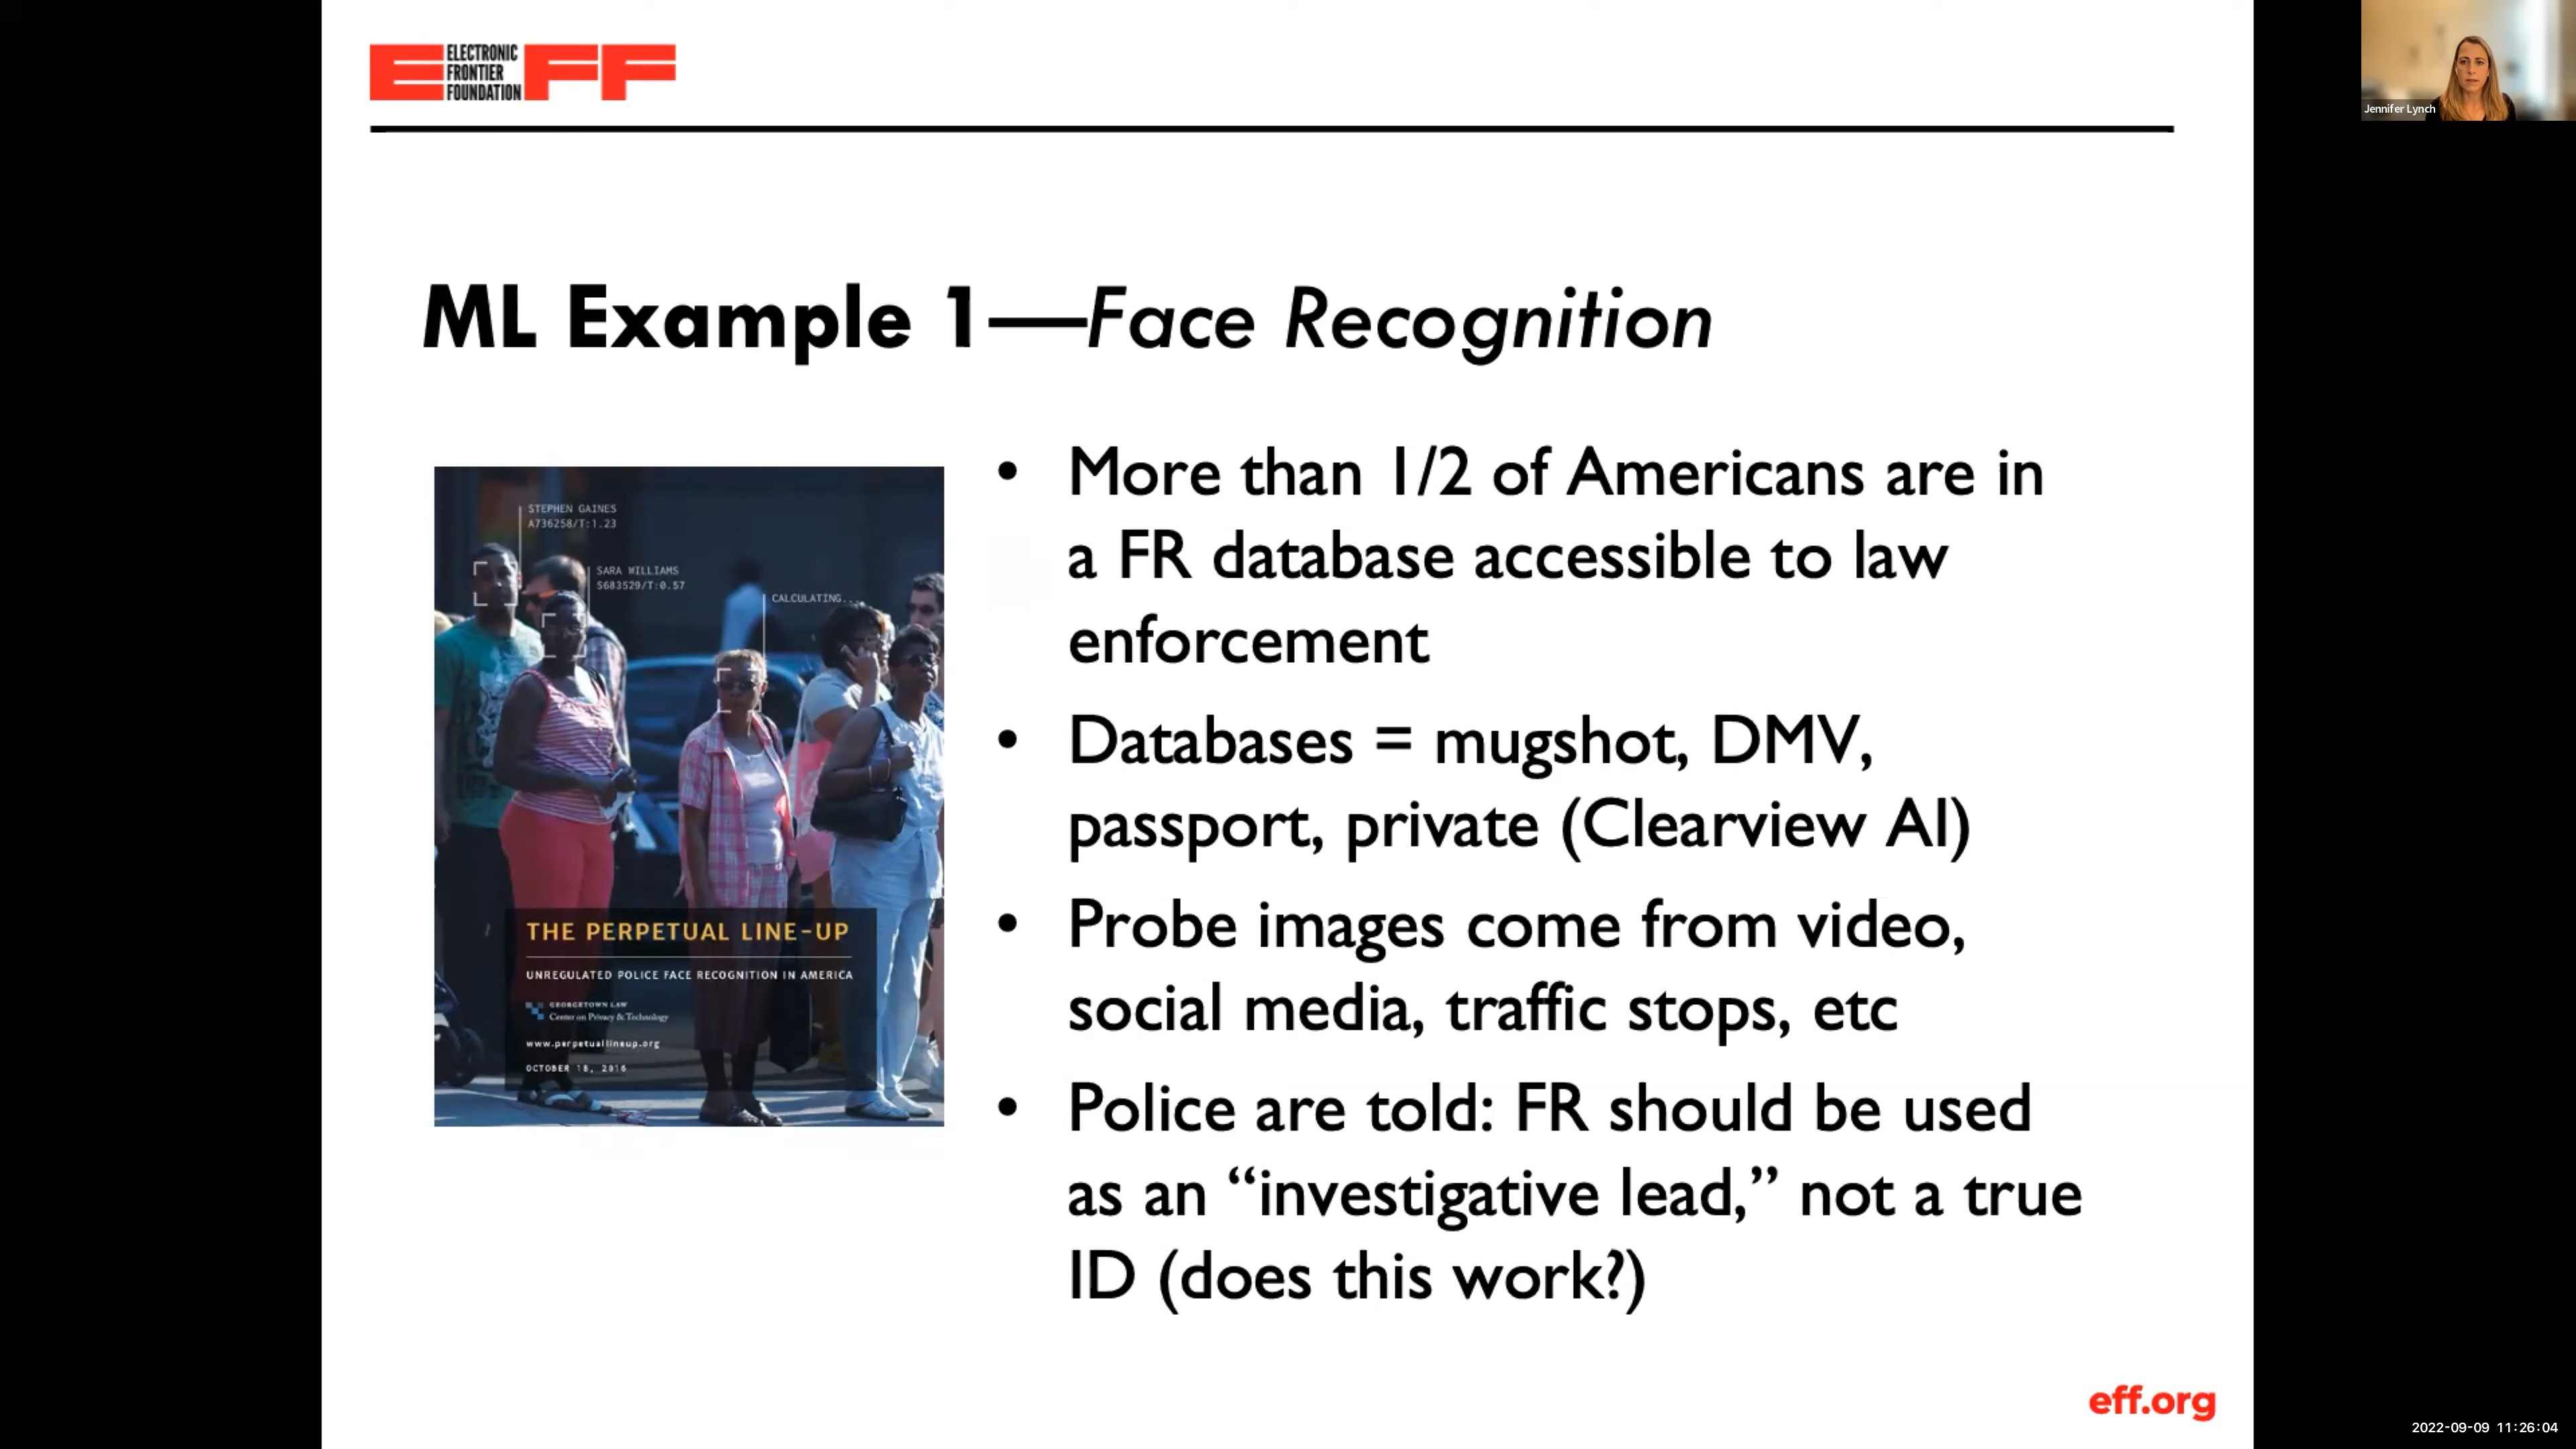 ELECTRONIC
FRONTIER
FOUNDATION
EFF
Jennifer Lynch
ML Example 1—Face Recognition
STEPHEN GAINES
A736258/T:1.23
SARA WILLIAMS
S683529/T:0.57
CALCULATING...
THE PERPETUAL LINE-UP
UNREGULATED POLICE FACE RECOGNITION IN AMERICA
GEORGETOWN LAW
Center on Privacy & Technology
www.perpetuallineup.org
OCTOBER 18, 2016
• More than 1/2 of Americans are in
a FR database accessible to law
enforcement
• Databases = mugshot, DMV,
passport, private (Clearview AI)
• Probe images come from video,
social media, traffic stops, etc
• Police are told: FR should be used
as an “investigative lead,” not a true
ID (does this work?)
eff.org
2022-09-09 11:26:04